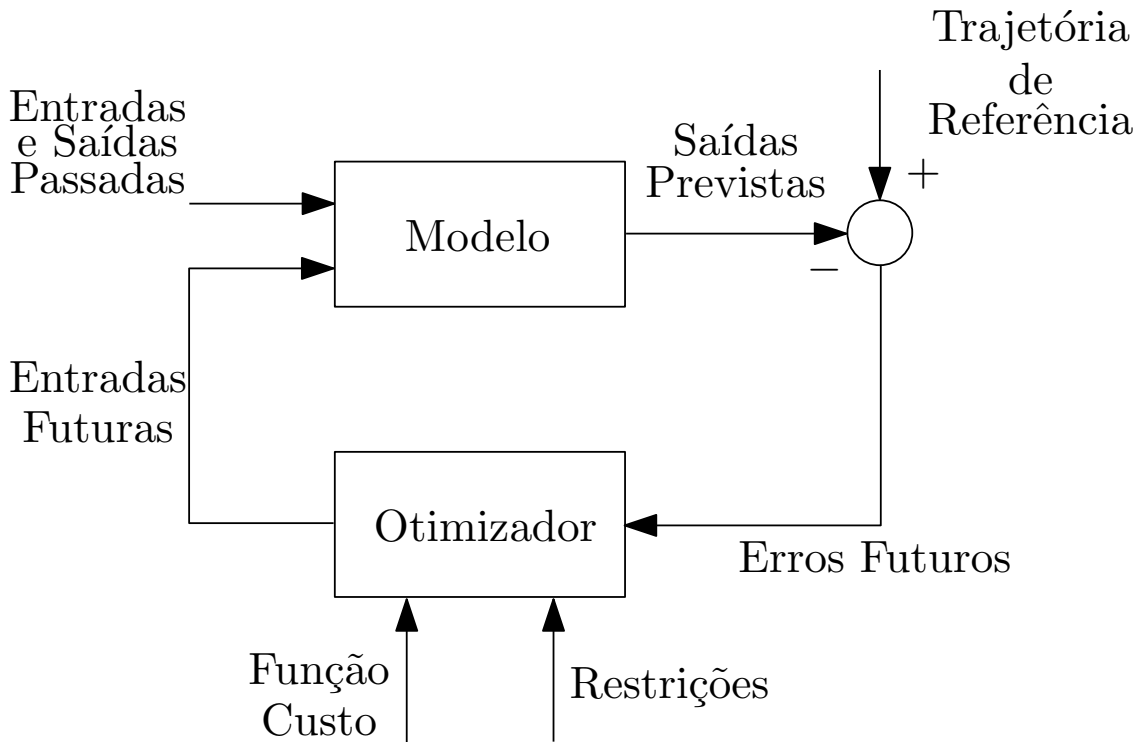 Trajetória
de
Referência
Entradas
e Saídas
Passadas
Saídas
Previstas
+
Modelo
−
Entradas
Futuras
Otimizador
Erros Futuros
Função
Custo
Restrições